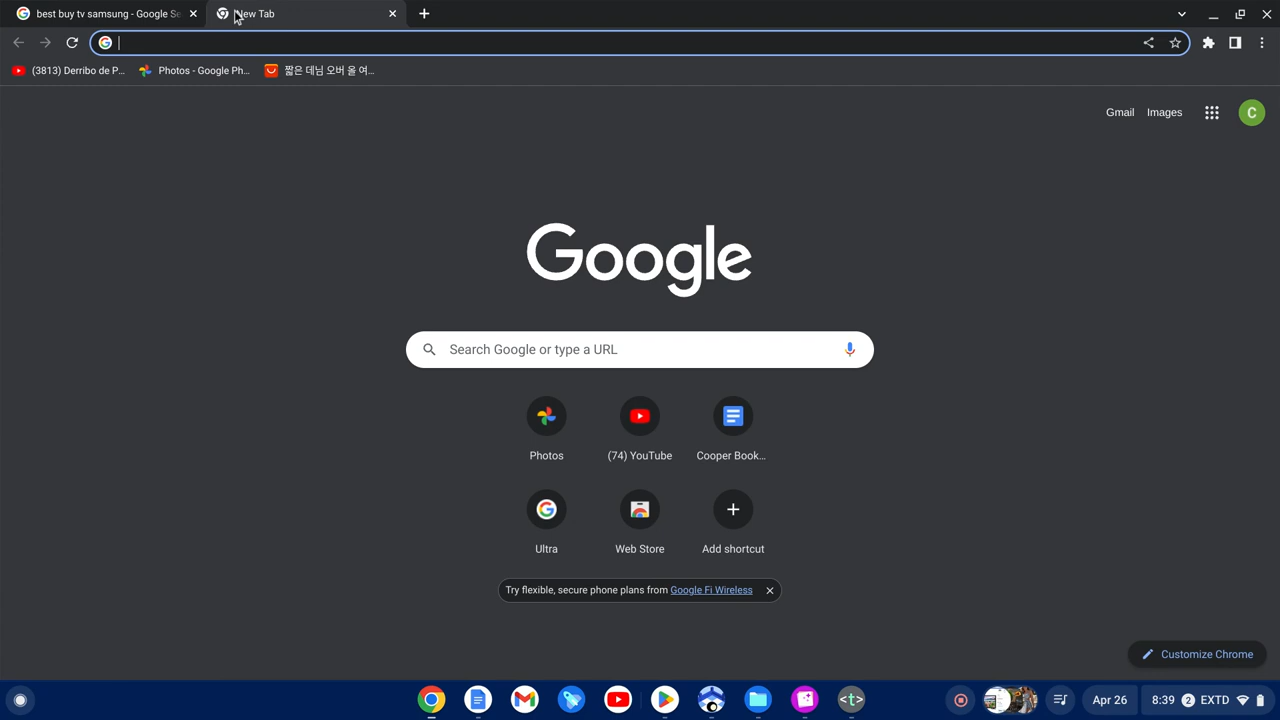 best buy tv samsung - Google Se
New Tab
(3813) Derribo de P...
Photos - Google Ph...
짧은 데님 오버 올 여...
Gmail
Images
C
Google
Search Google or type a URL
Photos
(74) YouTube
Cooper Book...
Ultra
Web Store
Add shortcut
Try flexible, secure phone plans from Google Fi Wireless
Customize Chrome
<t>
Apr 26
8:39
2
EXTD